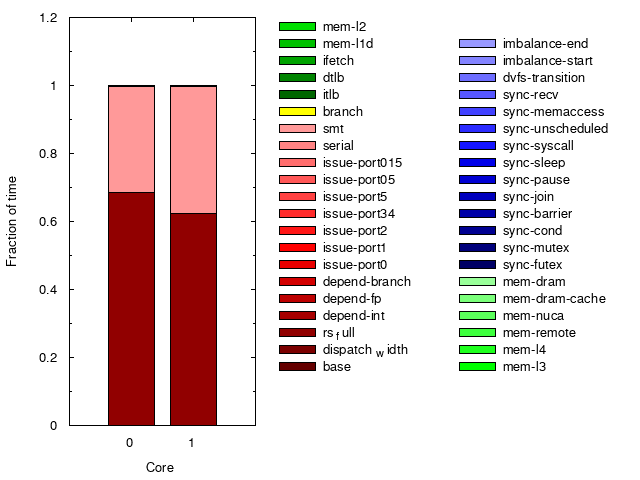 1.2
1
0.8
0.6
0.4
0.2
0
Fraction of time
0
1
Core
mem-l2
mem-l1d
ifetch
dtlb
itlb
branch
smt
serial
issue-port015
issue-port05
issue-port5
issue-port34
issue-port2
issue-port1
issue-port0
depend-branch
depend-fp
depend-int
rs f ull
dispatch w idth
base
imbalance-end
imbalance-start
dvfs-transition
sync-recv
sync-memaccess
sync-unscheduled
sync-syscall
sync-sleep
sync-pause
sync-join
sync-barrier
sync-cond
sync-mutex
sync-futex
mem-dram
mem-dram-cache
mem-nuca
mem-remote
mem-l4
mem-l3